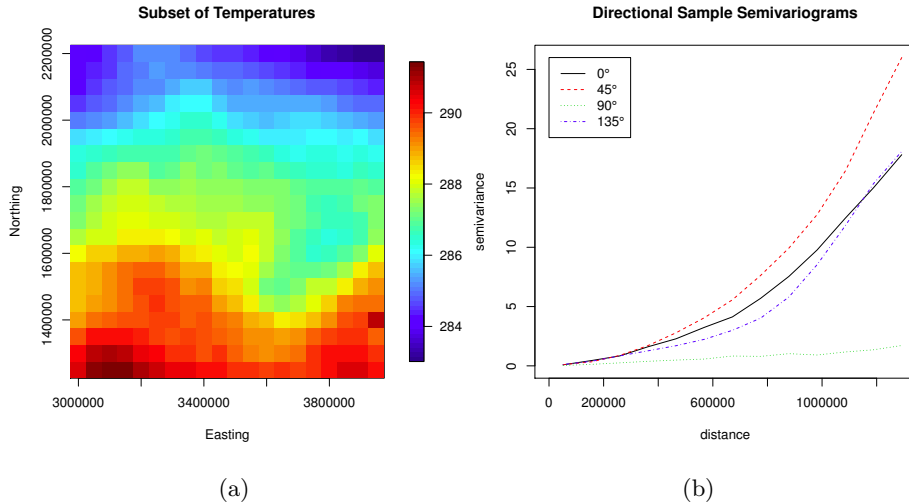 Subset of Temperatures
Northing
1400000 1600000 1800000 2000000 2200000
3000000 3400000 3800000
Easting
290
288
286
284
(a)
Directional Sample Semivariograms
0°
45°
90°
135°
semivariance
25
20
15
10
5
0
0 200000 600000 1000000
distance
(b)